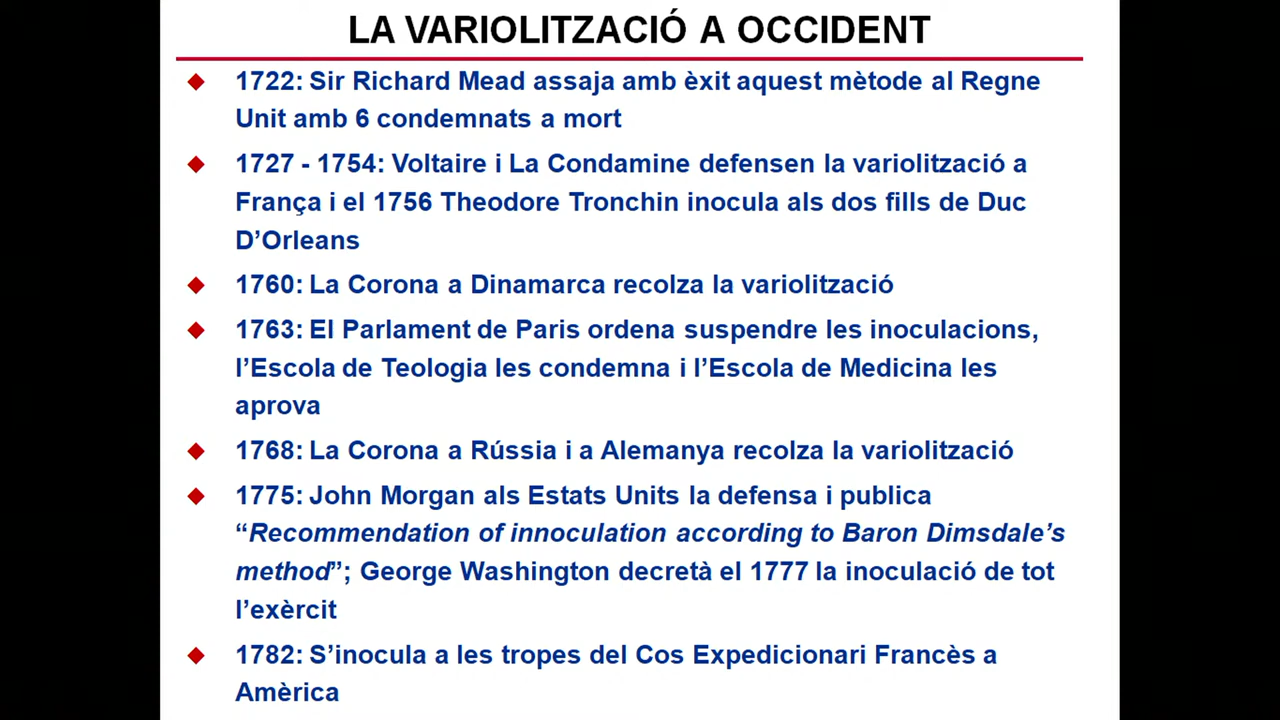 LA VARIOLITZACIÓ A OCCIDENT
1722: Sir Richard Mead assaja amb èxit aquest mètode al Regne
Unit amb 6 condemnats a mort
1727 - 1754: Voltaire i La Condamine defensen la variolització a
França i el 1756 Theodore Tronchin inocula als dos fills de Duc
D’Orleans
1760: La Corona a Dinamarca recolza la variolització
1763: El Parlament de Paris ordena suspendre les inoculacions,
l’Escola de Teologia les condemna i l’Escola de Medicina les
aprova
1768: La Corona a Rússia i a Alemanya recolza la variolització
1775: John Morgan als Estats Units la defensa i publica
“Recommendation of innoculation according to Baron Dimsdale’s
method”; George Washington decretà el 1777 la inoculació de tot
l’exèrcit
1782: S’inocula a les tropes del Cos Expedicionari Francès a
Amèrica